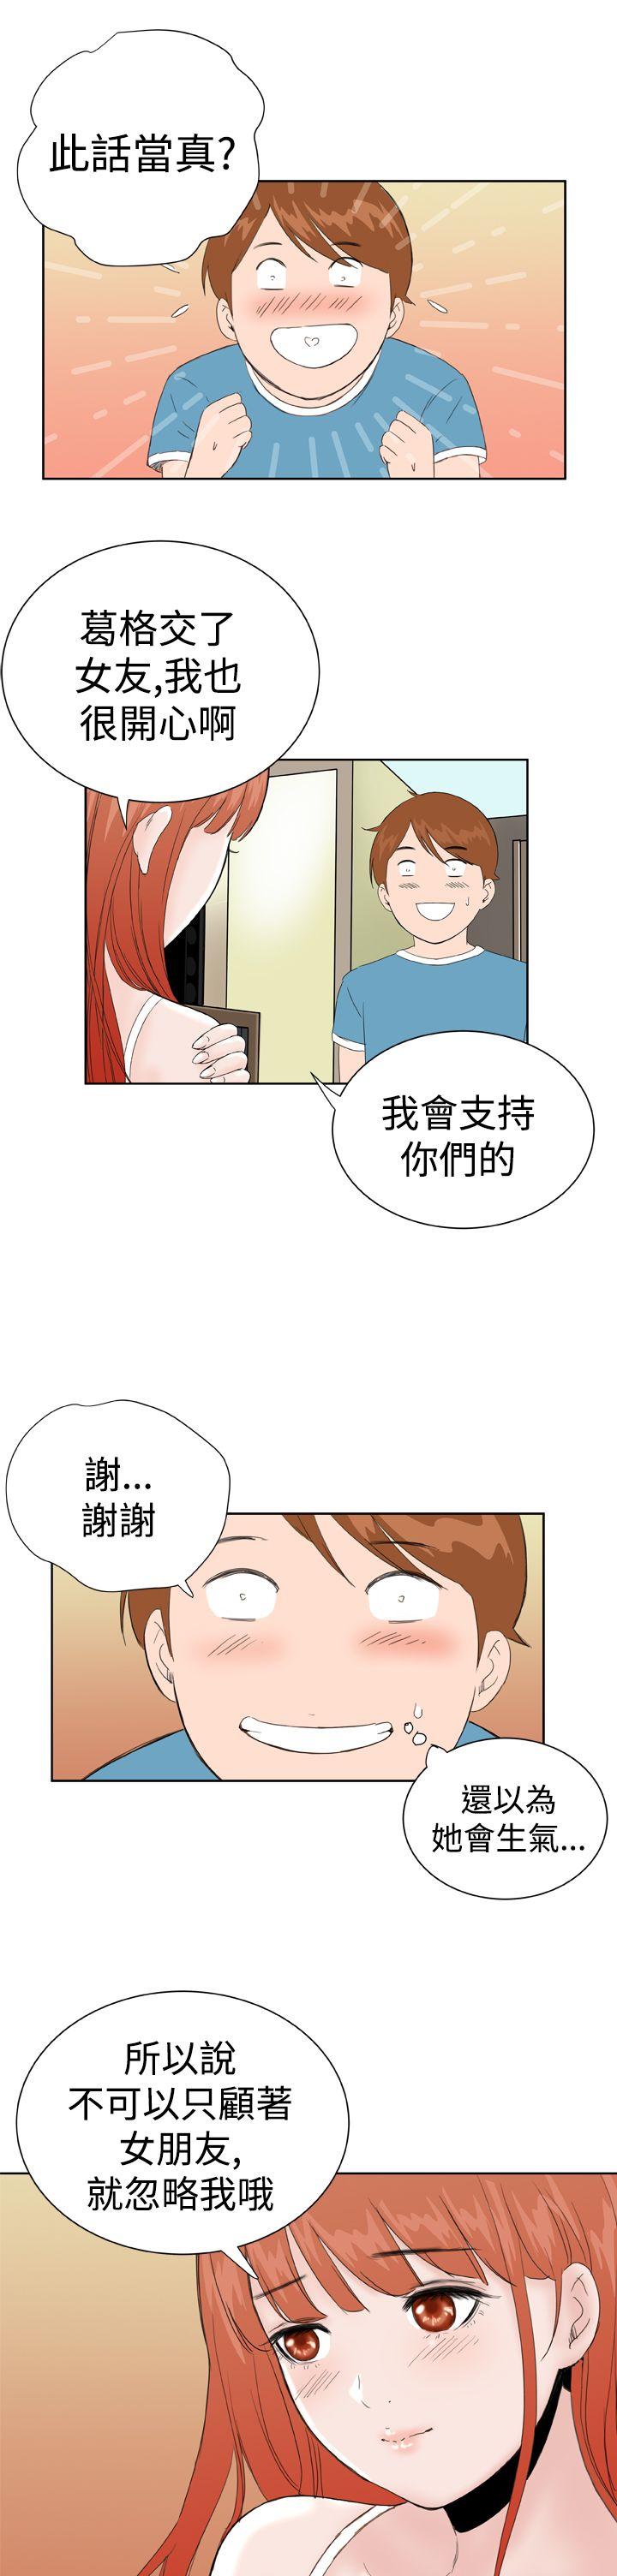 此話當真?
葛格交了
女友,我也
很開心啊
我會支持
你們的
謝...
謝謝
還以為
她會生氣...
所以說
不可以只顧著
女朋友,
就忽略我哦